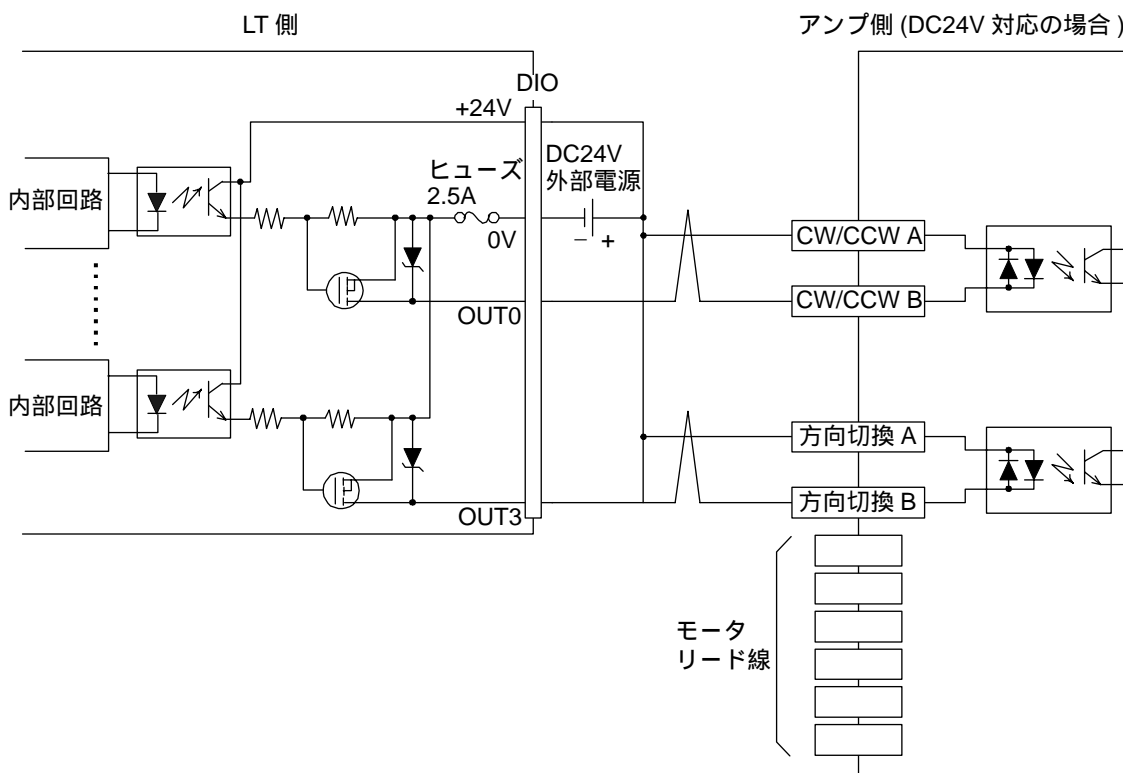 LT 側
アンプ側 (DC24V 対応の場合 )
DIO
+24V
ヒューズ
2.5A
0V
DC24V
外部電源
− +
内部回路
CW/CCW A
CW/CCW B
OUT0
内部回路
方向切換 A
方向切換 B
OUT3
モータ
リード線